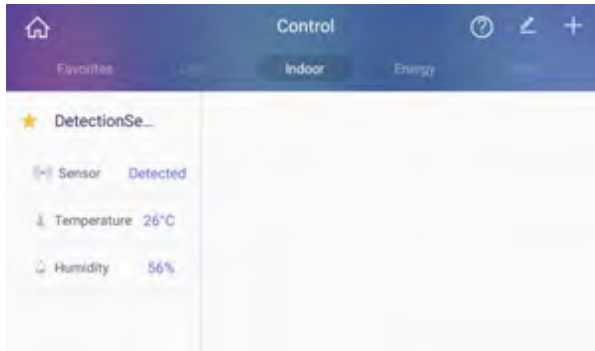 Control
Favorites Indoor Energy
DetectionSe...
Sensor Detected
Temperature 26°C
Humidity 56%